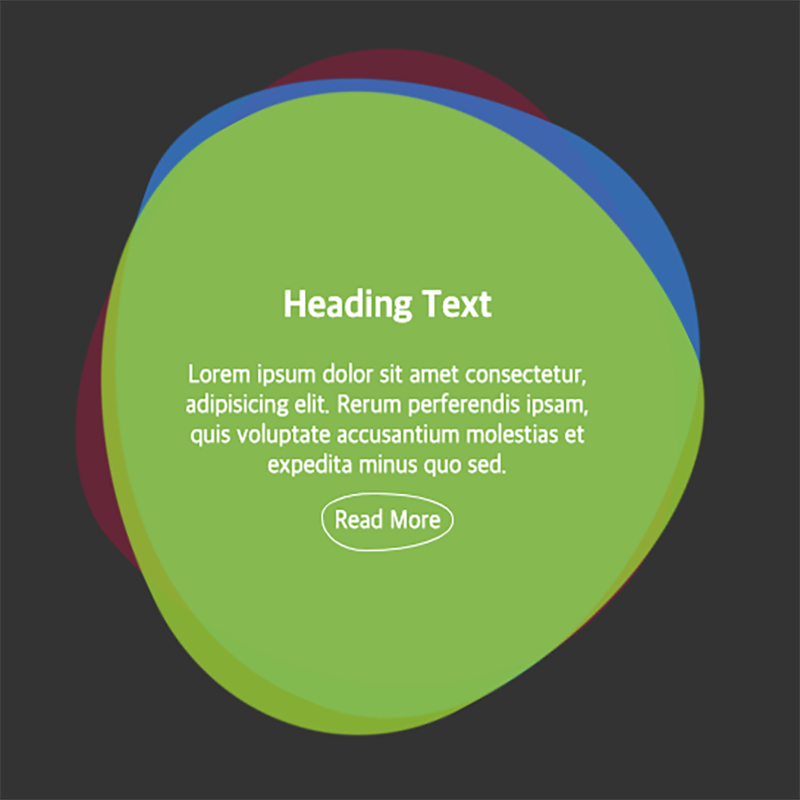 Heading Text
Lorem ipsum dolor sit amet consectetur,
adipisicing elit. Rerum perferendis ipsam,
quis voluptate accusantium molestias et
expedita minus quo sed.
Read More